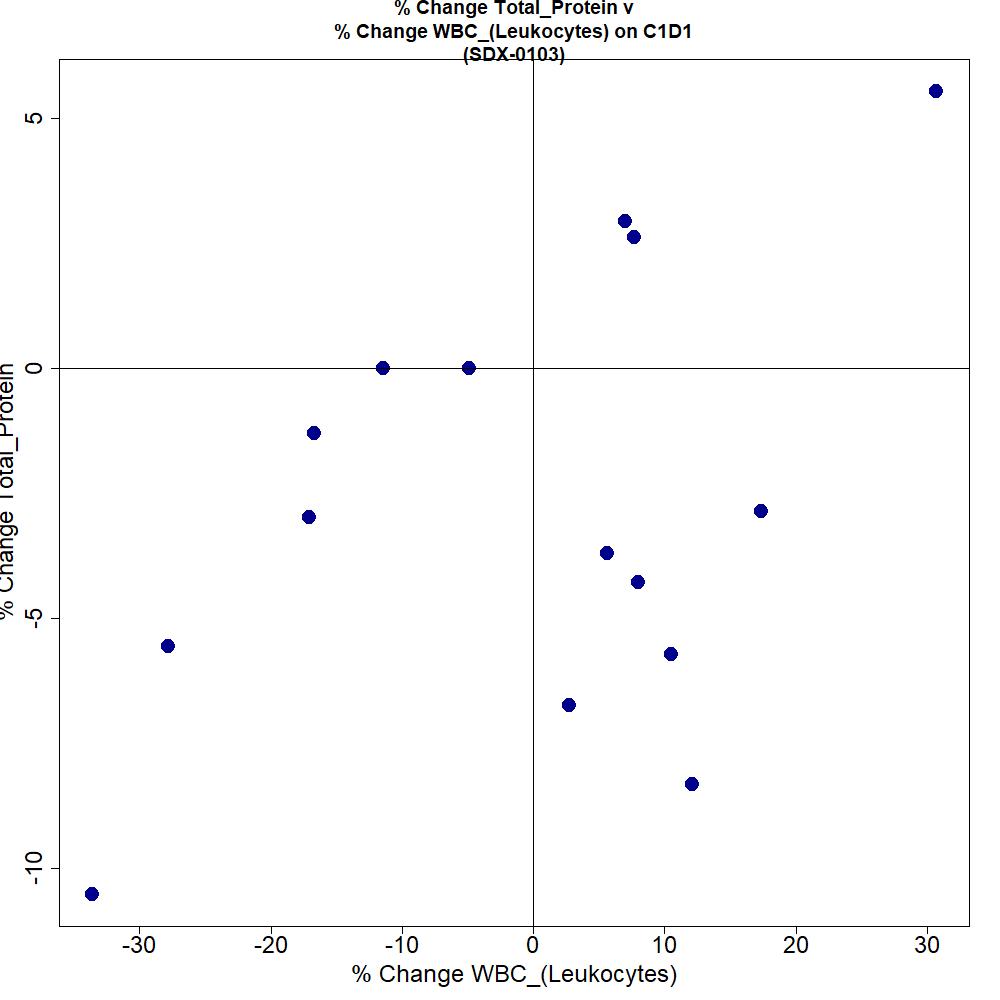 % Change Total_Protein v
% Change WBC_(Leukocytes) on C1D1
(SDX-0103)
5
0
-5
-10
% Change Total_Protein
-30
-20
-10
0
10
20
30
% Change WBC_(Leukocytes)